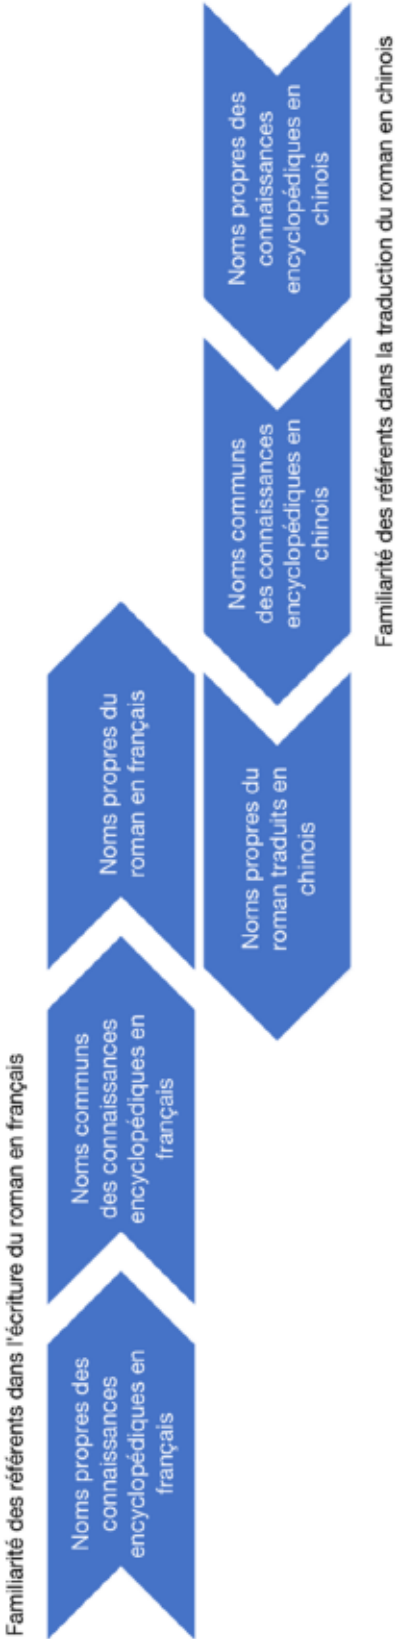 Familiarité des référents dans l'écriture du roman en français
Noms propres des
connaissances
encyclopédiques en
français
Noms communs
des connaissances
encyclopédiques en
français
Noms propres du
roman en français
Noms propres du
roman traduits en
chinois
Noms communs
des connaissances
encyclopédiques en
chinois
Noms propres des
connaissances
encyclopédiques en
chinois
Familiarité des référents dans la traduction du roman en chinois